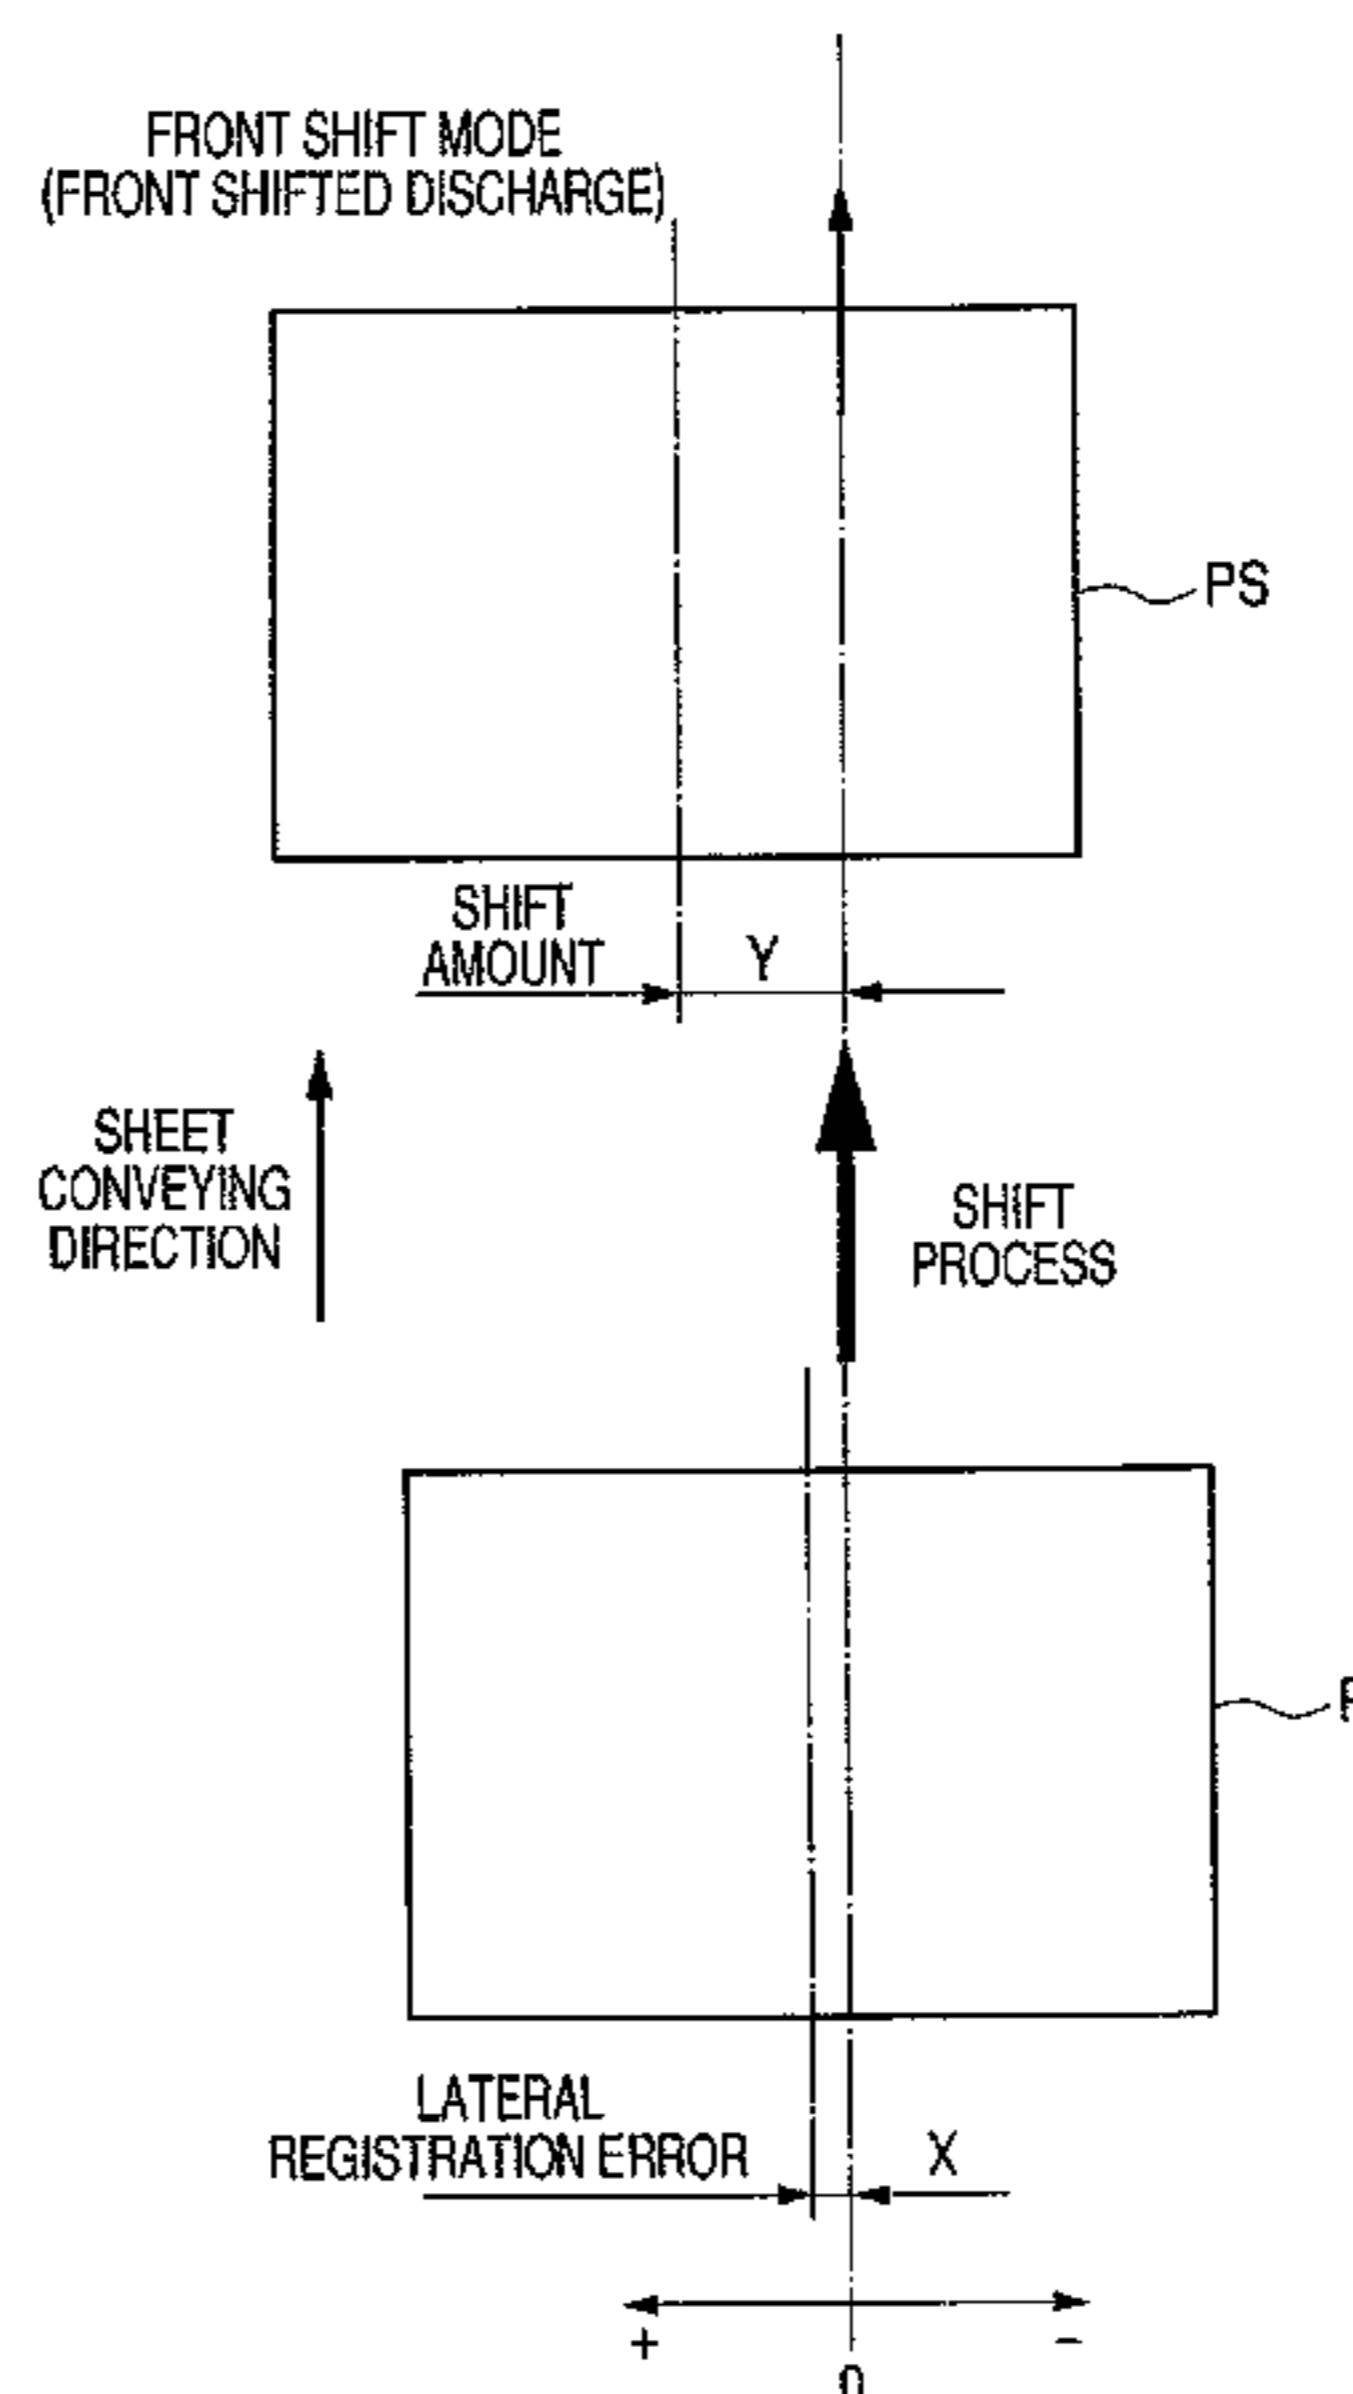 FRONT SHIFT MODE
(FRONT SHIFTED DISCHARGE)
PS
SHIFT
AMOUNT
Y
SHEET
CONVEYING
DIRECTION
SHIFT
PROCESS
LATERAL
REGISTRATION ERROR
X
+
−
0